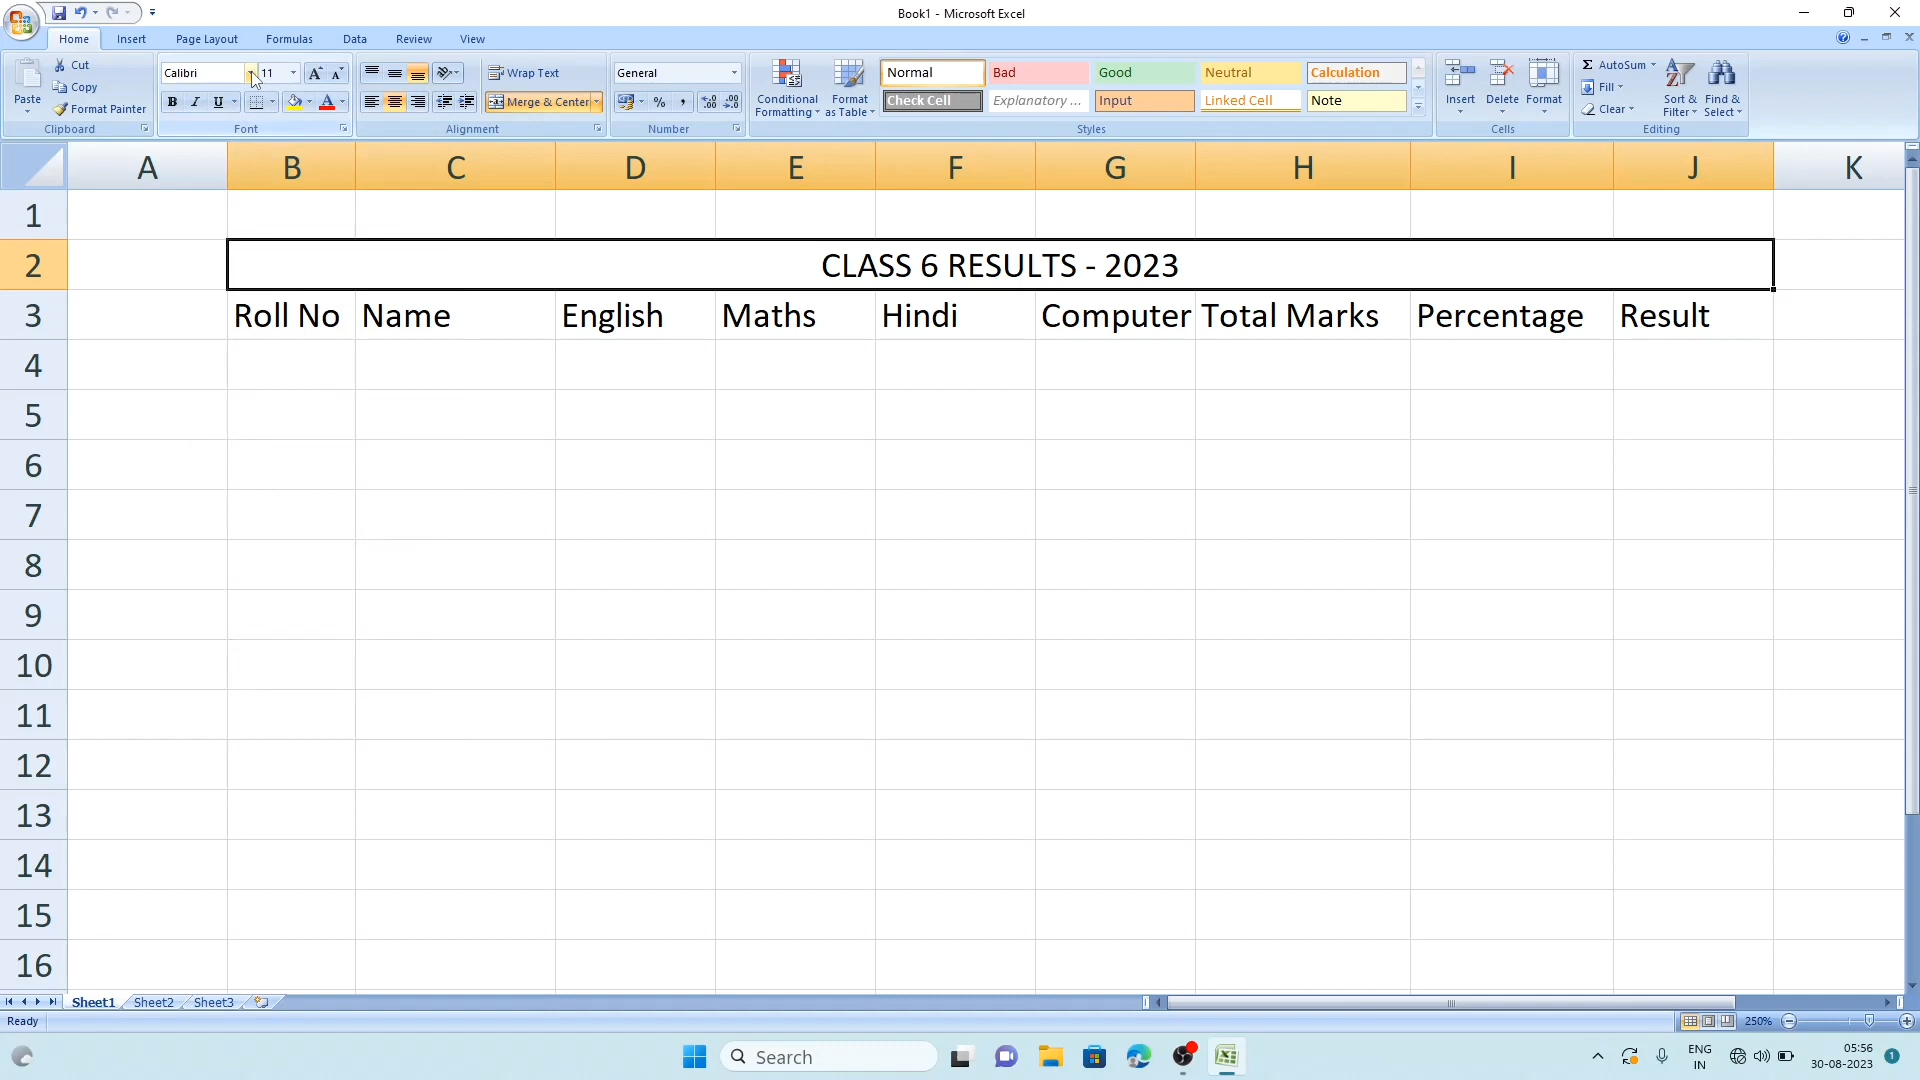 Book1 - Microsoft Excel
Home Insert Page Layout Formulas Data Review View
Paste Cut Copy Format Painter Clipboard
Calibri 11 B I U A Font
Wrap Text Merge & Center Alignment
General % , Number
Conditional Formatting Format as Table
Normal Bad Good Neutral Calculation
Check Cell Explanatory ... Input Linked Cell Note
Styles
Insert Delete Format Cells
Σ AutoSum Fill Clear Sort & Filter Find & Select Editing
A B C D E F G H I J K
1
2 CLASS 6 RESULTS - 2023
3 Roll No Name English Maths Hindi Computer Total Marks Percentage Result
4
5
6
7
8
9
10
11
12
13
14
15
16
Sheet1 Sheet2 Sheet3
Ready 250%
Search ENG IN 05:56 30-08-2023 1